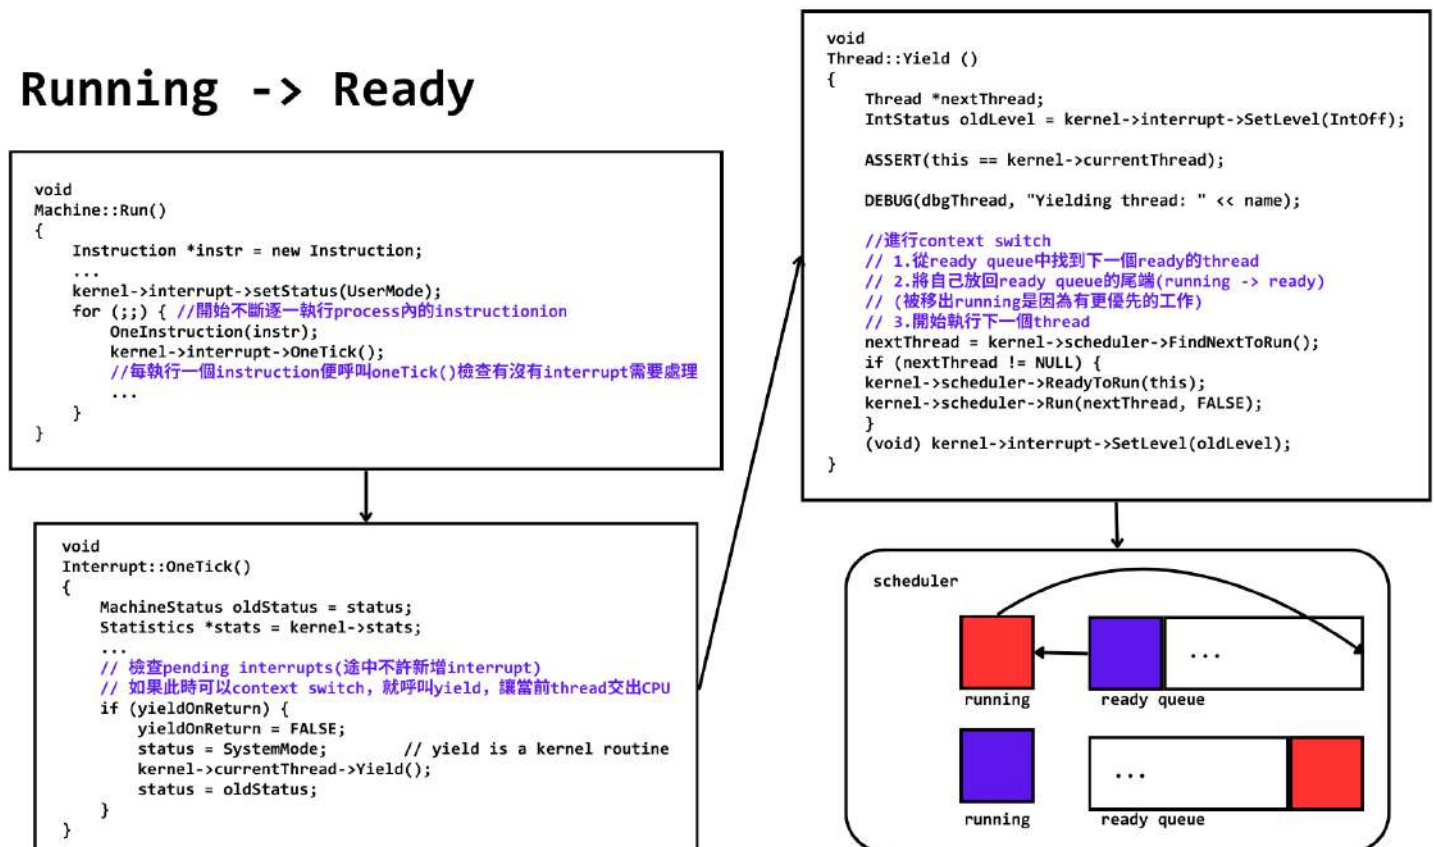 Running -> Ready
void
Machine::Run()
{
    Instruction *instr = new Instruction;
    ...
    kernel->interrupt->setStatus(UserMode);
    for (;;) { //開始不斷逐一執行process內的instructionion
        OneInstruction(instr);
        kernel->interrupt->OneTick();
        //每執行一個instruction便呼叫oneTick()檢查有沒有interrupt需要處理
        ...
    }
}
void
Interrupt::OneTick()
{
    MachineStatus oldStatus = status;
    Statistics *stats = kernel->stats;
    ...
    // 檢查pending interrupts(途中不許新增interrupt)
    // 如果此時可以context switch, 就呼叫yield, 讓當前thread交出CPU
    if (yieldOnReturn) {
        yieldOnReturn = FALSE;
        status = SystemMode;        // yield is a kernel routine
        kernel->currentThread->Yield();
        status = oldStatus;
    }
}
void
Thread::Yield ()
{
    Thread *nextThread;
    IntStatus oldLevel = kernel->interrupt->SetLevel(IntOff);
    ASSERT(this == kernel->currentThread);
    DEBUG(dbgThread, "Yielding thread: " << name);
    //進行context switch
    // 1.從ready queue中找到下一個ready的thread
    // 2.將自己放回ready queue的尾端(running -> ready)
    // (被移出running是因為有更優先的工作)
    // 3.開始執行下一個thread
    nextThread = kernel->scheduler->FindNextToRun();
    if (nextThread != NULL) {
    kernel->scheduler->ReadyToRun(this);
    kernel->scheduler->Run(nextThread, FALSE);
    }
    (void) kernel->interrupt->SetLevel(oldLevel);
}
scheduler
...
running
ready queue
...
running
ready queue